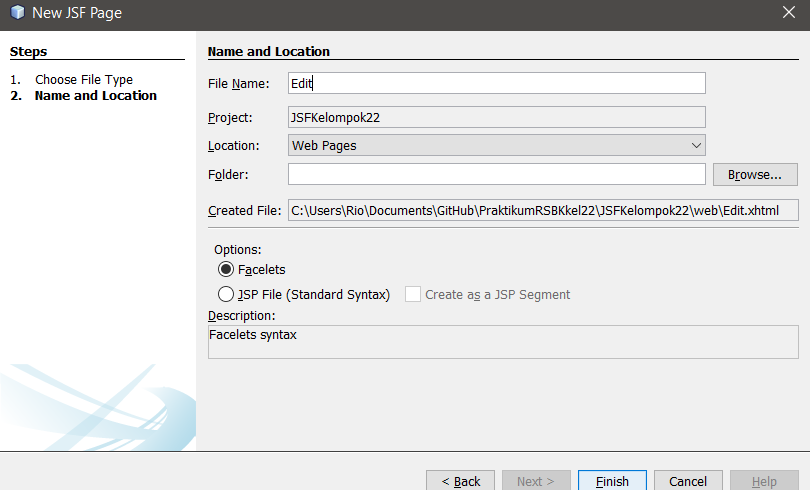 New JSF Page
Steps
1. Choose File Type
2. Name and Location
Name and Location
File Name: Edit
Project: JSFKelompok22
Location: Web Pages
Folder: Browse...
Created File: C:\Users\Rio\Documents\GitHub\PraktikumRSBKkel22\JSFKelompok22\web\Edit.xhtml
Options:
Facelets
JSP File (Standard Syntax) Create as a JSP Segment
Description:
Facelets syntax
< Back Next > Finish Cancel Help